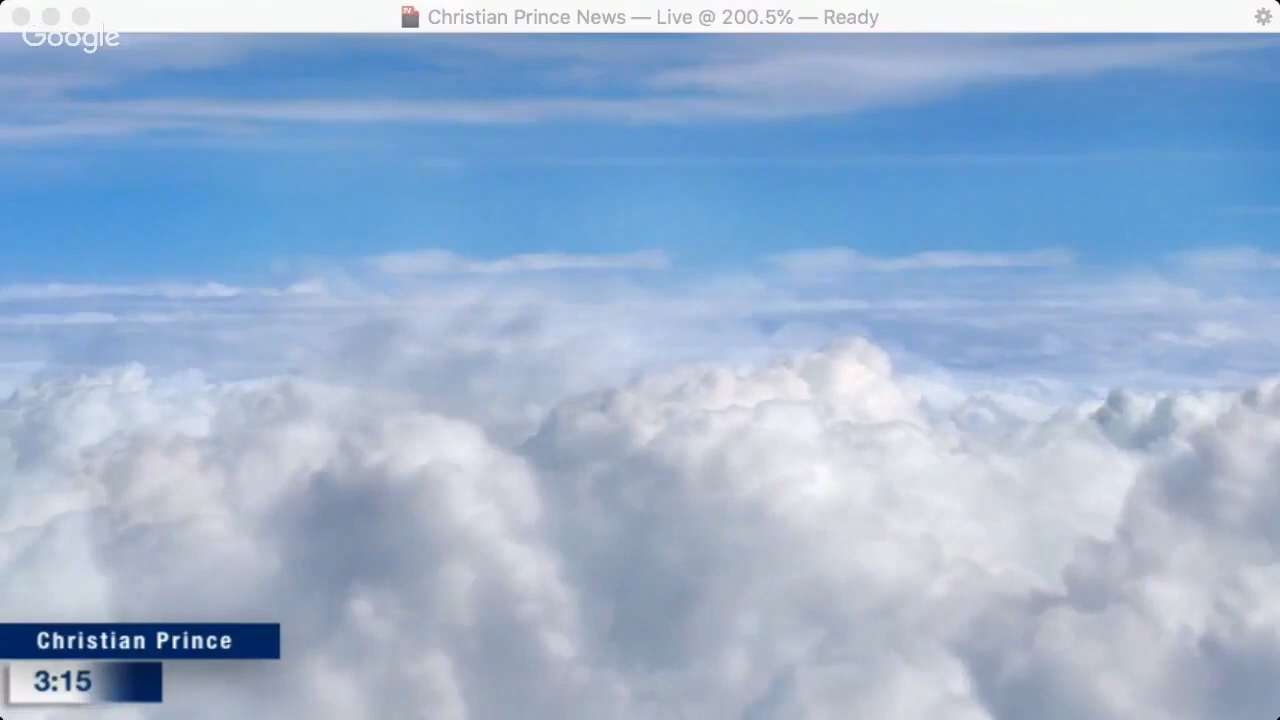 Christian Prince News — Live @ 200.5% — Ready
Google
Christian Prince
3:15